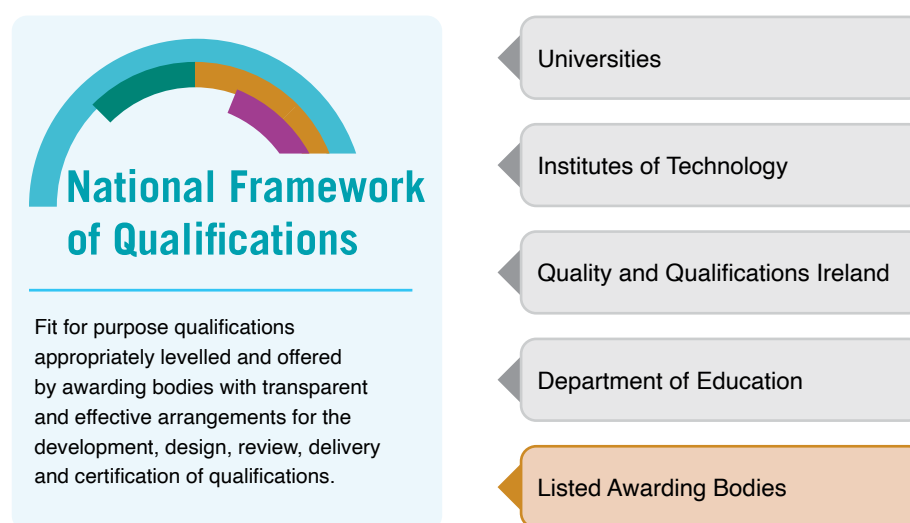 National Framework
of Qualifications
Fit for purpose qualifications
appropriately levelled and offered
by awarding bodies with transparent
and effective arrangements for the
development, design, review, delivery
and certification of qualifications.
Universities
Institutes of Technology
Quality and Qualifications Ireland
Department of Education
Listed Awarding Bodies